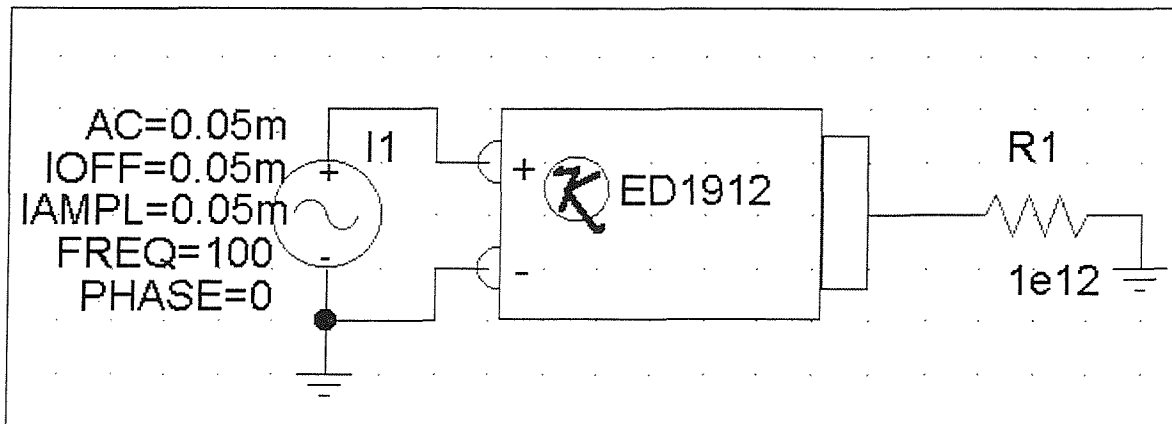 AC=0.05m
IOFF=0.05m
IAMPL=0.05m
FREQ=100
PHASE=0
I1
+
-
+
-
K
ED1912
R1
1e12